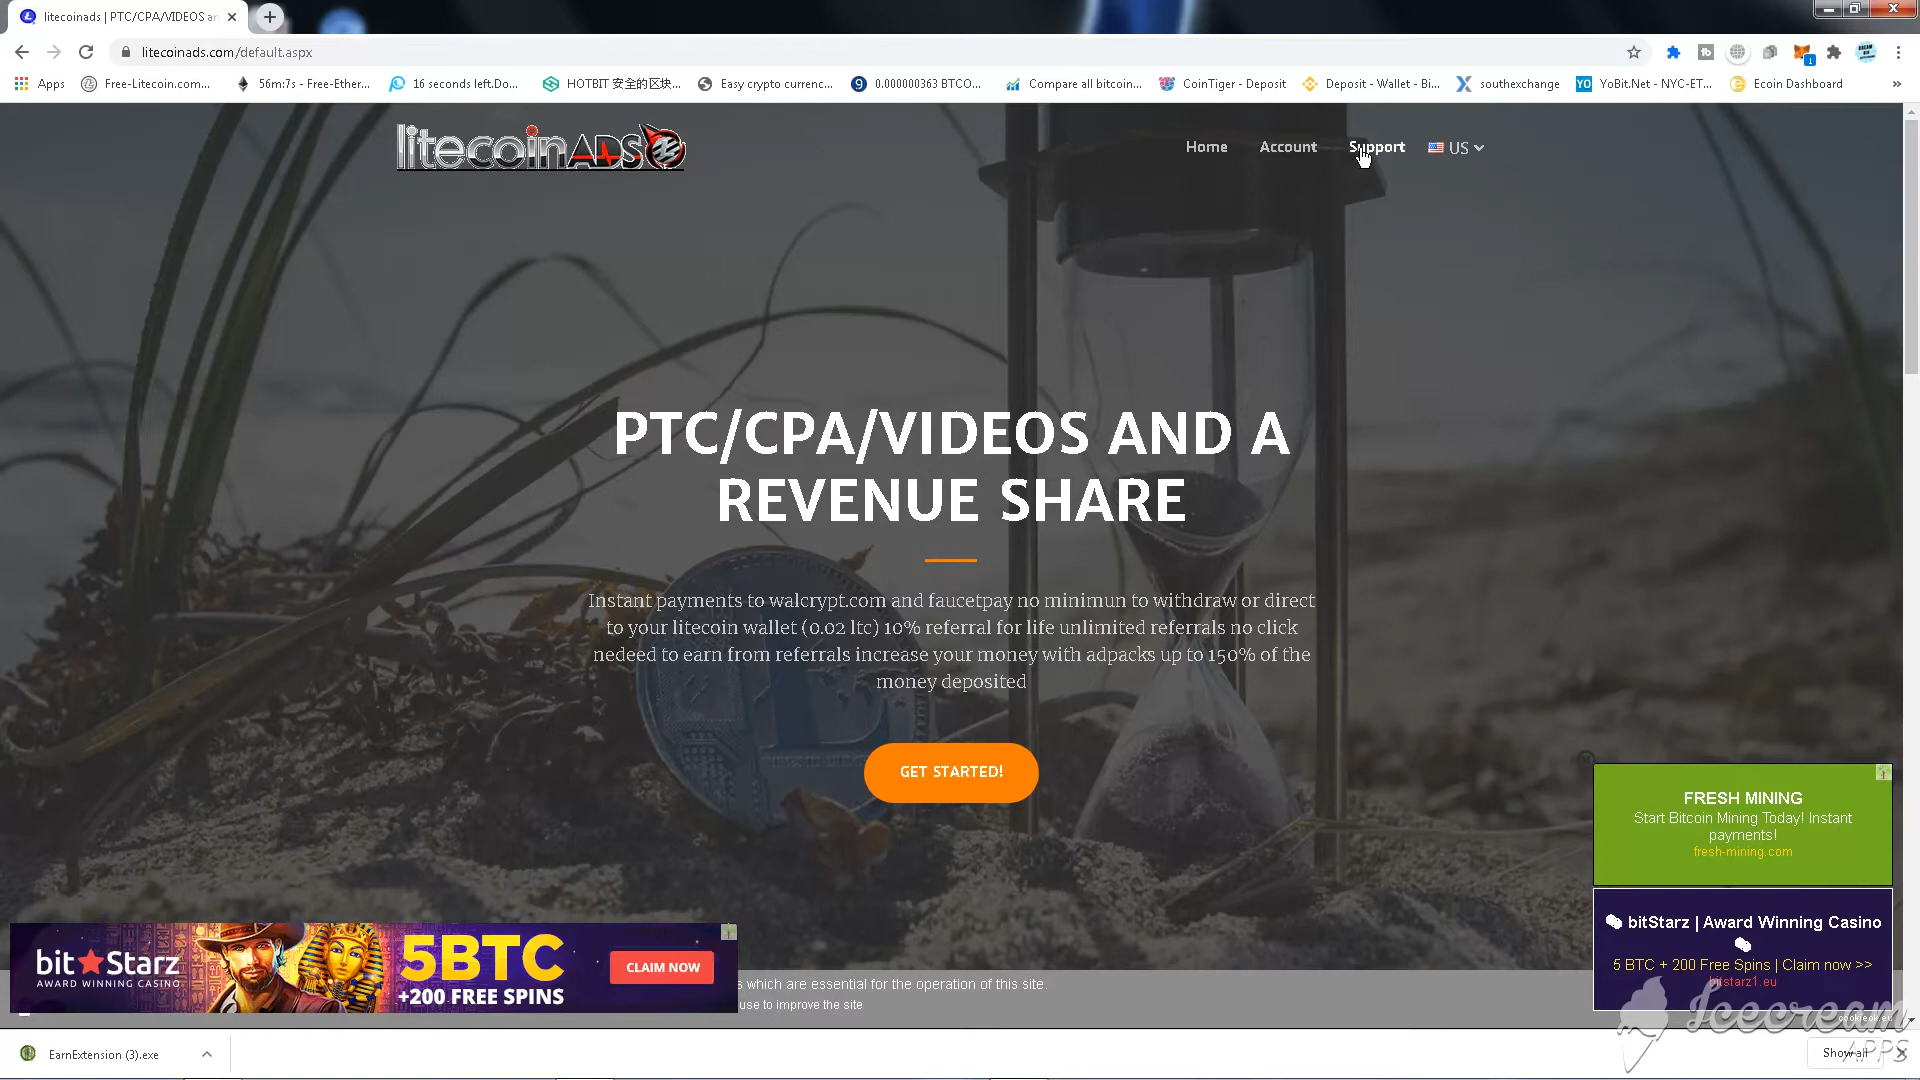 litecoinads | PTC/CPA/VIDEOS an
litecoinads.com/default.aspx
Apps
Free-Litecoin.com...
56m:7s - Free-Ether...
16 seconds left.Do...
HOTBIT 安全的区块...
Easy crypto currenc...
9
0.000000363 BTCO...
Compare all bitcoin...
CoinTiger - Deposit
Deposit - Wallet - Bi...
southexchange
YO
YoBit.Net - NYC-ET...
Ecoin Dashboard
»
litecoinADS
Home
Account
Support
US
PTC/CPA/VIDEOS AND A
REVENUE SHARE
Instant payments to walcrypt.com and faucetpay no minimun to withdraw or direct
to your litecoin wallet (0.02 ltc) 10% referral for life unlimited referrals no click
nedeed to earn from referrals increase your money with adpacks up to 150% of the
money deposited
GET STARTED!
FRESH MINING
Start Bitcoin Mining Today! Instant
payments!
fresh-mining.com
bitStarz | Award Winning Casino
5 BTC + 200 Free Spins | Claim now >>
bitstarz1.eu
bit Starz
AWARD WINNING CASINO
5BTC
+200 FREE SPINS
CLAIM NOW
s which are essential for the operation of this site.
use to improve the site
cookieok.eu
Icecream
APPS
EarnExtension (3).exe
Show all